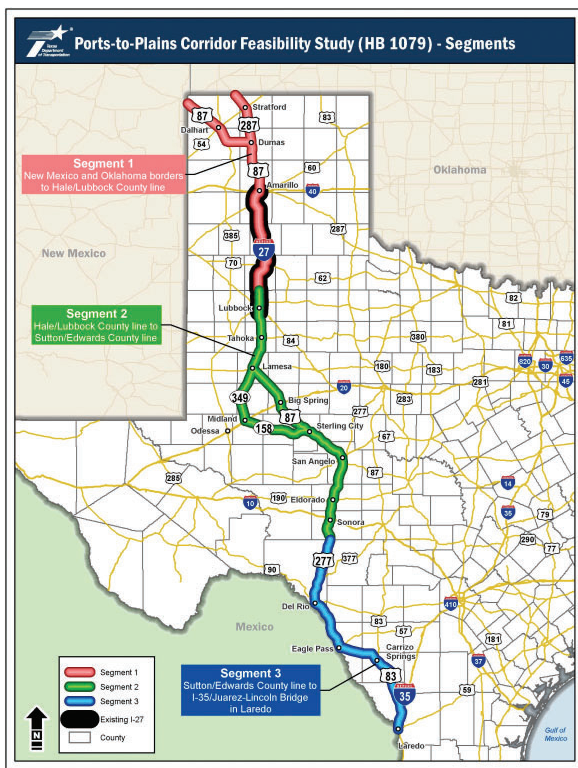 Texas
Department
of Transportation
Ports-to-Plains Corridor Feasibility Study (HB 1079) - Segments
Stratford
87
83
287
Dalhart
54
Dumas
Segment 1
New Mexico and Oklahoma borders
to Hale/Lubbock County line
87
60
Oklahoma
Amarillo
40
287
385
New Mexico
27
70
62
Segment 2
Hale/Lubbock County line to
Sutton/Edwards County line
Lubbock
82
81
Tahoka
84
380
635
820
30
Lamesa
180
183
281
45
20
349
Big Spring
277
283
87
Midland
158
Sterling City
Odessa
67
San Angelo
87
285
14
190
Eldorado
10
35
Sonora
79
290
277
377
77
90
410
Del Rio
Mexico
83
57
181
Eagle Pass
Carrizo
Springs
37
Segment 3
Sutton/Edwards County line to
I-35/Juarez-Lincoln Bridge
in Laredo
83
59
35
Segment 1
Segment 2
Segment 3
Existing I-27
County
N
Laredo
Gulf of
Mexico